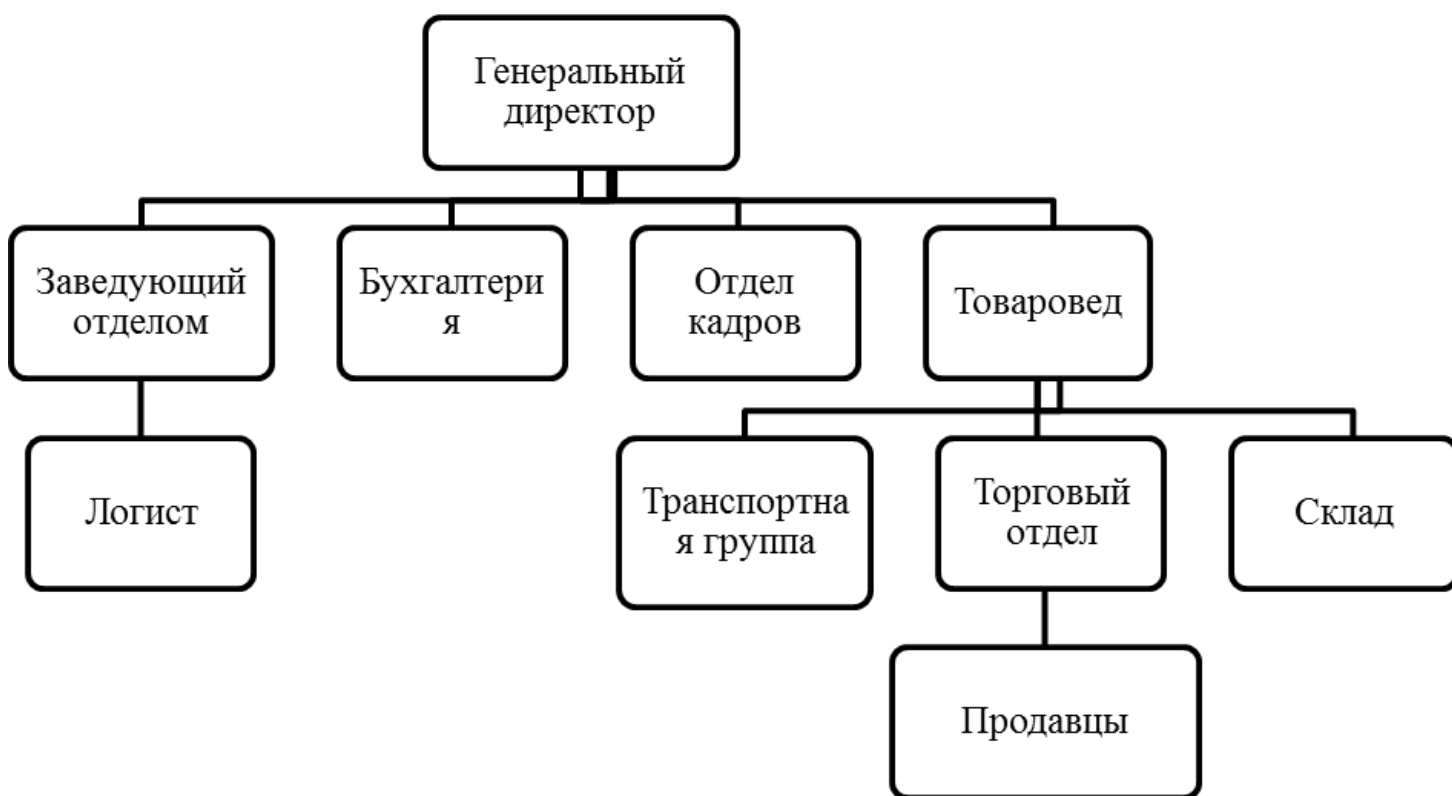 Генеральный
директор
Заведующий
отделом
Бухгалтери
я
Отдел
кадров
Товаровед
Логист
Транспортна
я группа
Торговый
отдел
Склад
Продавцы